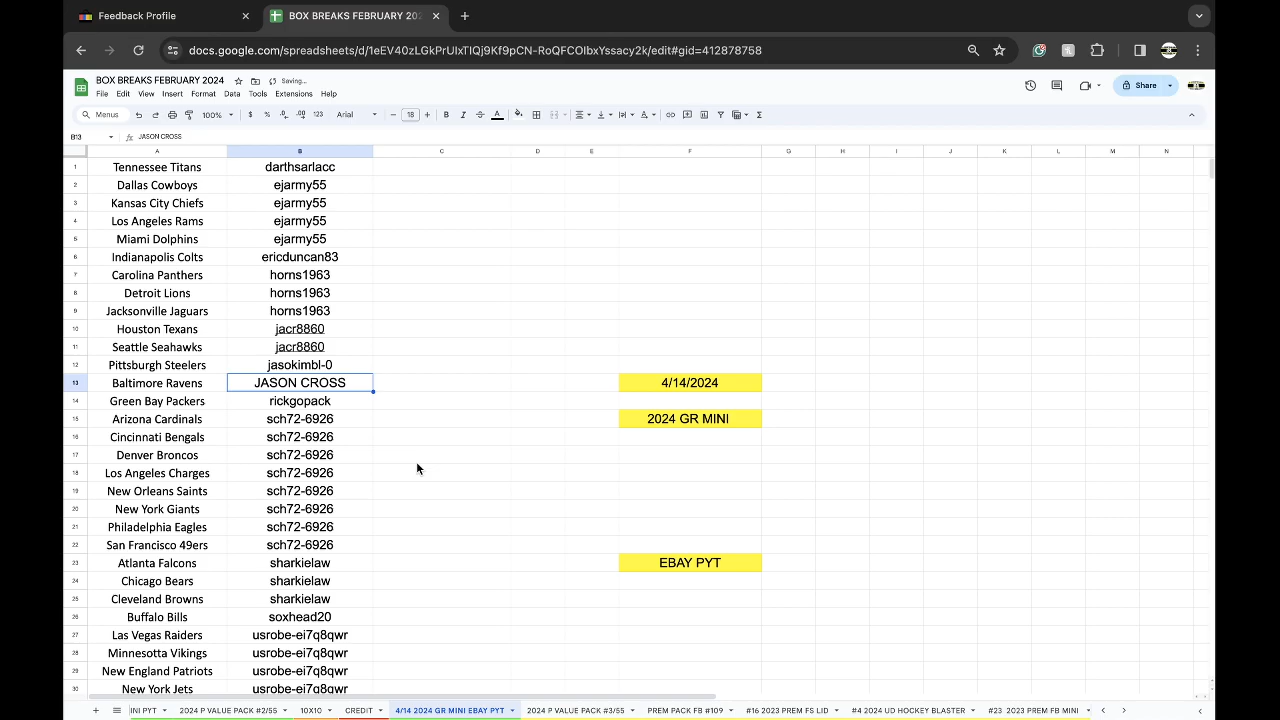 Feedback Profile
BOX BREAKS FEBRUARY 202
docs.google.com/spreadsheets/d/1eEV40zLGkPrUIxTIQj9Kf9pCN-RoQFCOlbxYssacy2k/edit#gid=412878758
BOX BREAKS FEBRUARY 2024
Saving...
File Edit View Insert Format Data Tools Extensions Help
Share
Menus 100% $ % .0 .00 123 Arial 18 B I A
B13 fx JASON CROSS
A B C D E F G H I J K L M N
1 Tennessee Titans darthsarlacc
2 Dallas Cowboys ejarmy55
3 Kansas City Chiefs ejarmy55
4 Los Angeles Rams ejarmy55
5 Miami Dolphins ejarmy55
6 Indianapolis Colts ericduncan83
7 Carolina Panthers horns1963
8 Detroit Lions horns1963
9 Jacksonville Jaguars horns1963
10 Houston Texans jacr8860
11 Seattle Seahawks jacr8860
12 Pittsburgh Steelers jasokimbl-0
13 Baltimore Ravens JASON CROSS 4/14/2024
14 Green Bay Packers rickgopack
15 Arizona Cardinals sch72-6926 2024 GR MINI
16 Cincinnati Bengals sch72-6926
17 Denver Broncos sch72-6926
18 Los Angeles Charges sch72-6926
19 New Orleans Saints sch72-6926
20 New York Giants sch72-6926
21 Philadelphia Eagles sch72-6926
22 San Francisco 49ers sch72-6926
23 Atlanta Falcons sharkielaw EBAY PYT
24 Chicago Bears sharkielaw
25 Cleveland Browns sharkielaw
26 Buffalo Bills soxhead20
27 Las Vegas Raiders usrobe-ei7q8qwr
28 Minnesota Vikings usrobe-ei7q8qwr
29 New England Patriots usrobe-ei7q8qwr
30 New York Jets usrobe-ei7q8qwr
INI PYT 2024 P VALUE PACK #2/55 10X10 CREDIT 4/14 2024 GR MINI EBAY PYT 2024 P VALUE PACK #3/55 PREM PACK FB #109 #16 2023 PREM FS LID #4 2024 UD HOCKEY BLASTER #23 2023 PREM FB MINI